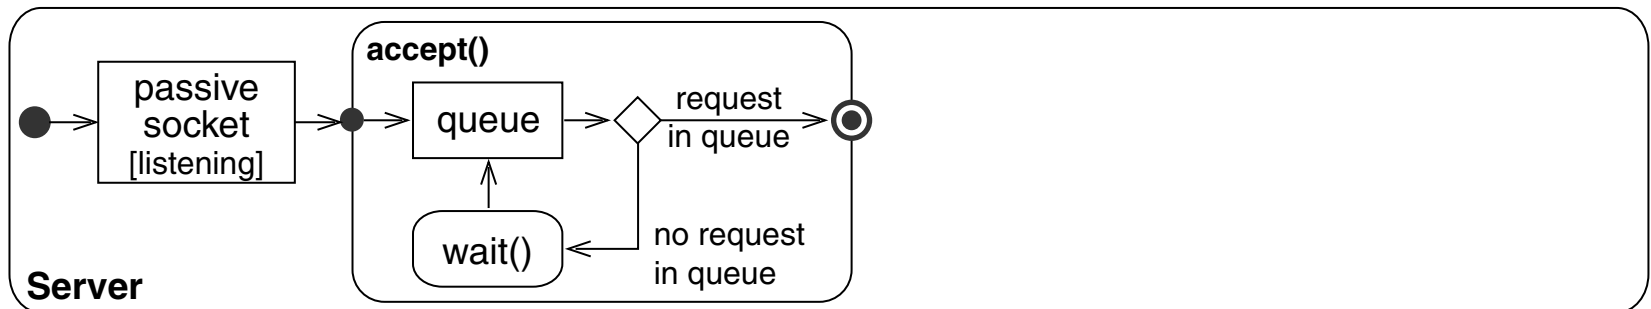 accept()
passive
socket
[listening]
queue
request
in queue
wait()
no request
in queue
Server